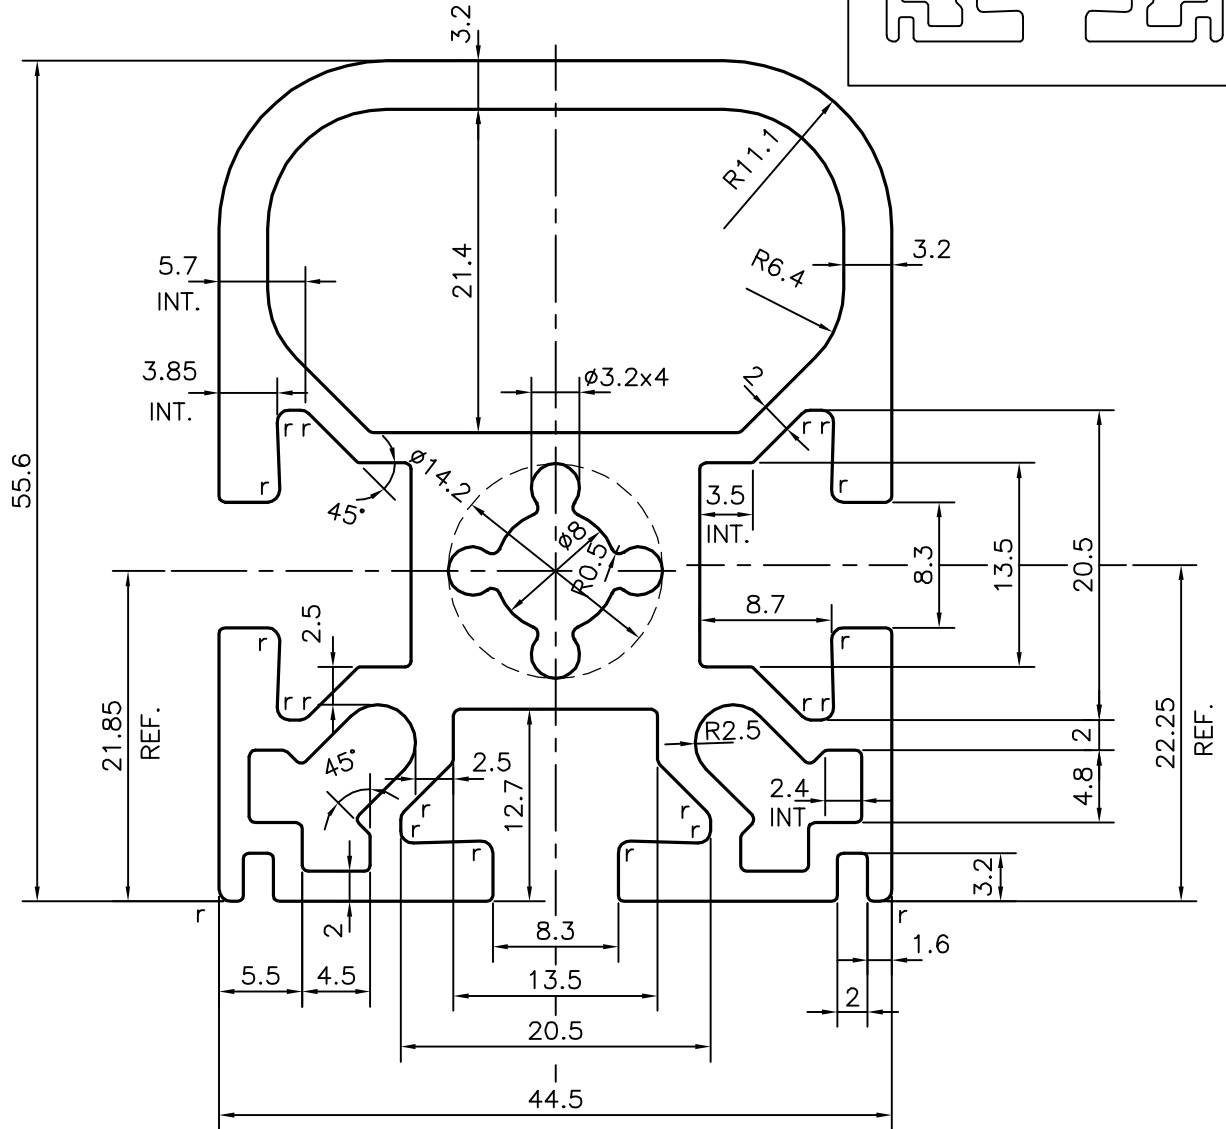 3.2
R11.1
5.7
INT.
21.4
R6.4
3.2
3.85
INT.
ø3.2x4
2
r r
r r
55.6
r
45°
ø14.2
ø8
R0.5
3.5
INT.
r
8.3
13.5
20.5
2.5
r
8.7
r
r r
r r
21.85
REF.
45°
2.5
12.7
R2.5
2.4
INT
2
4.8
22.25
REF.
r
r
r
r
r
r
3.2
r
r
2
8.3
1.6
5.5
4.5
13.5
2
20.5
44.5